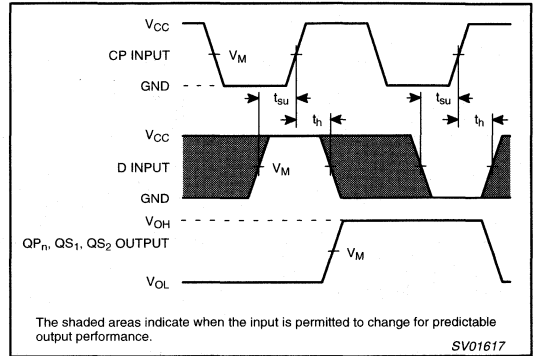 VCC
CP INPUT
VM
GND
tsu
tsu
th
th
VCC
D INPUT
VM
GND
VOH
QPn, QS1, QS2 OUTPUT
VM
VOL
The shaded areas indicate when the input is permitted to change for predictable
output performance.
SV01617